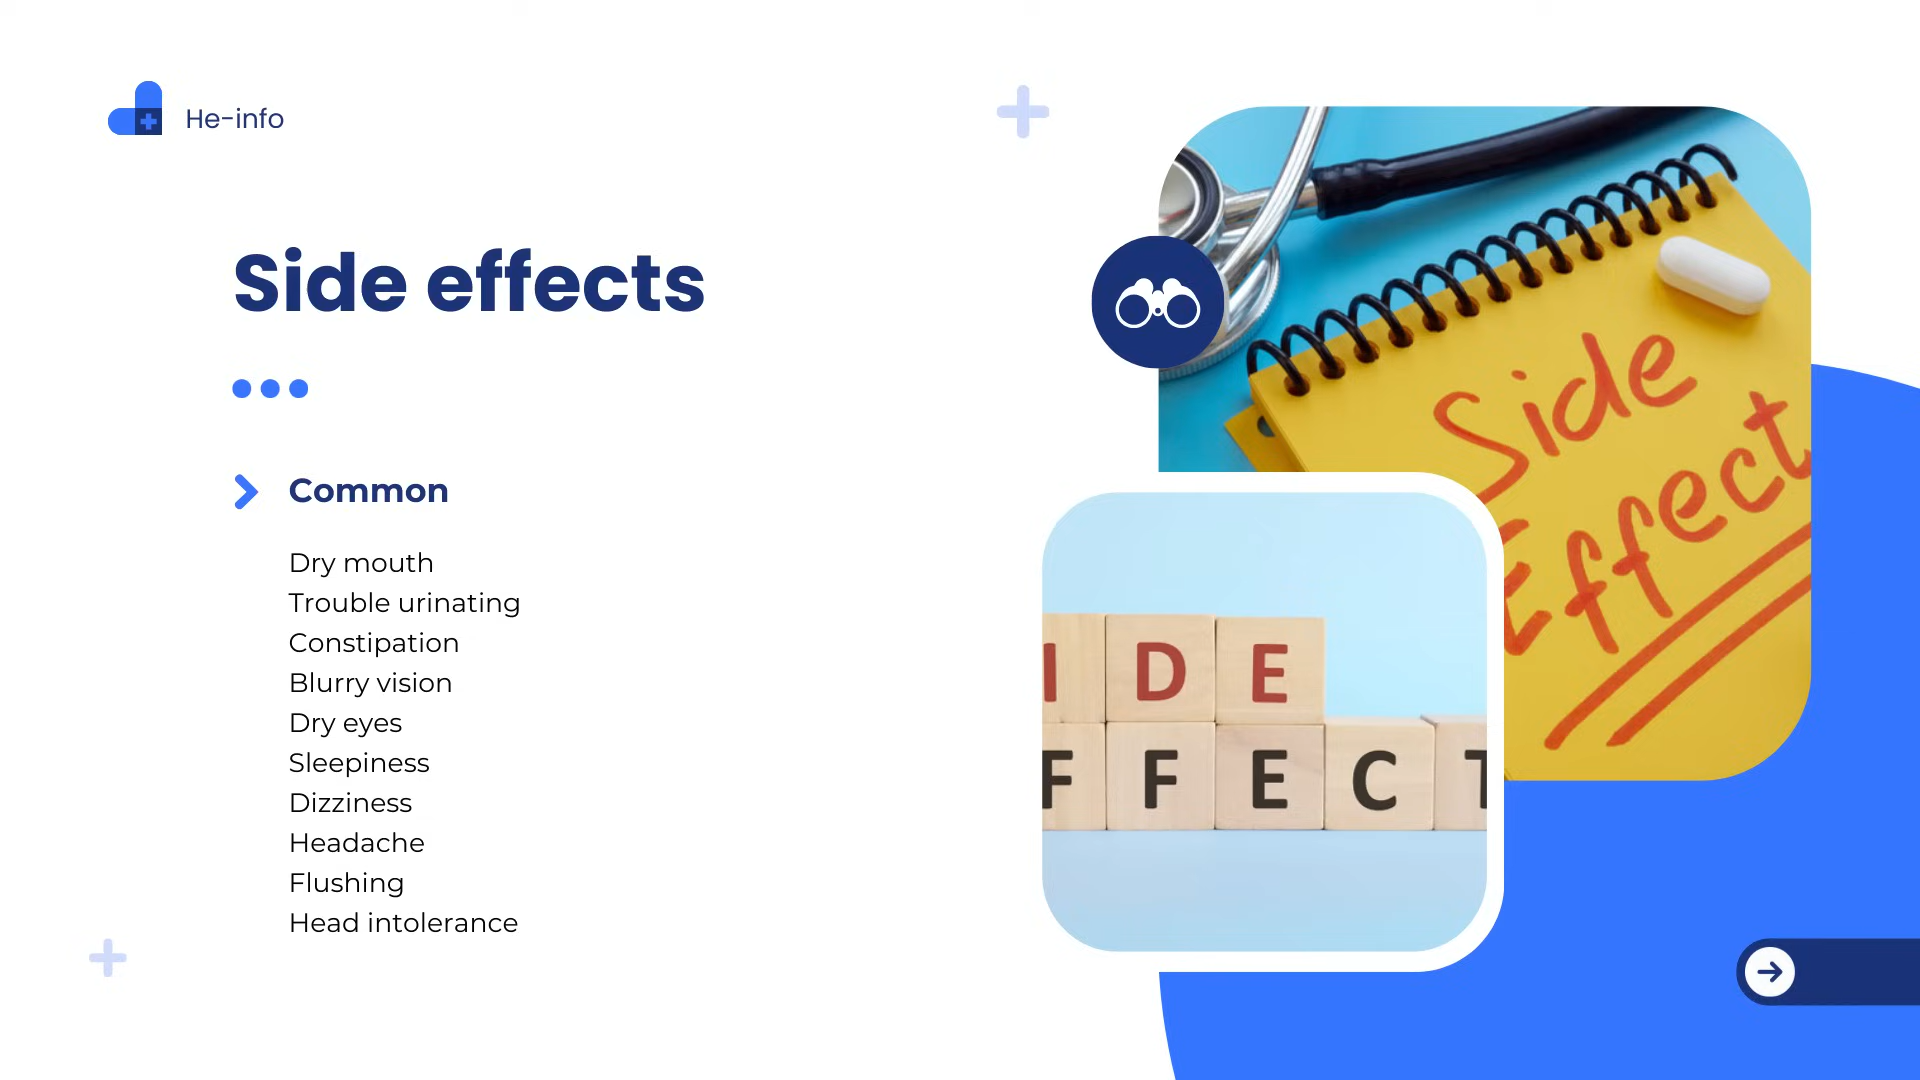 He-info
Side effects
Common
Dry mouth
Trouble urinating
Constipation
Blurry vision
Dry eyes
Sleepiness
Dizziness
Headache
Flushing
Head intolerance
Side
Effect
IDE
FFECT